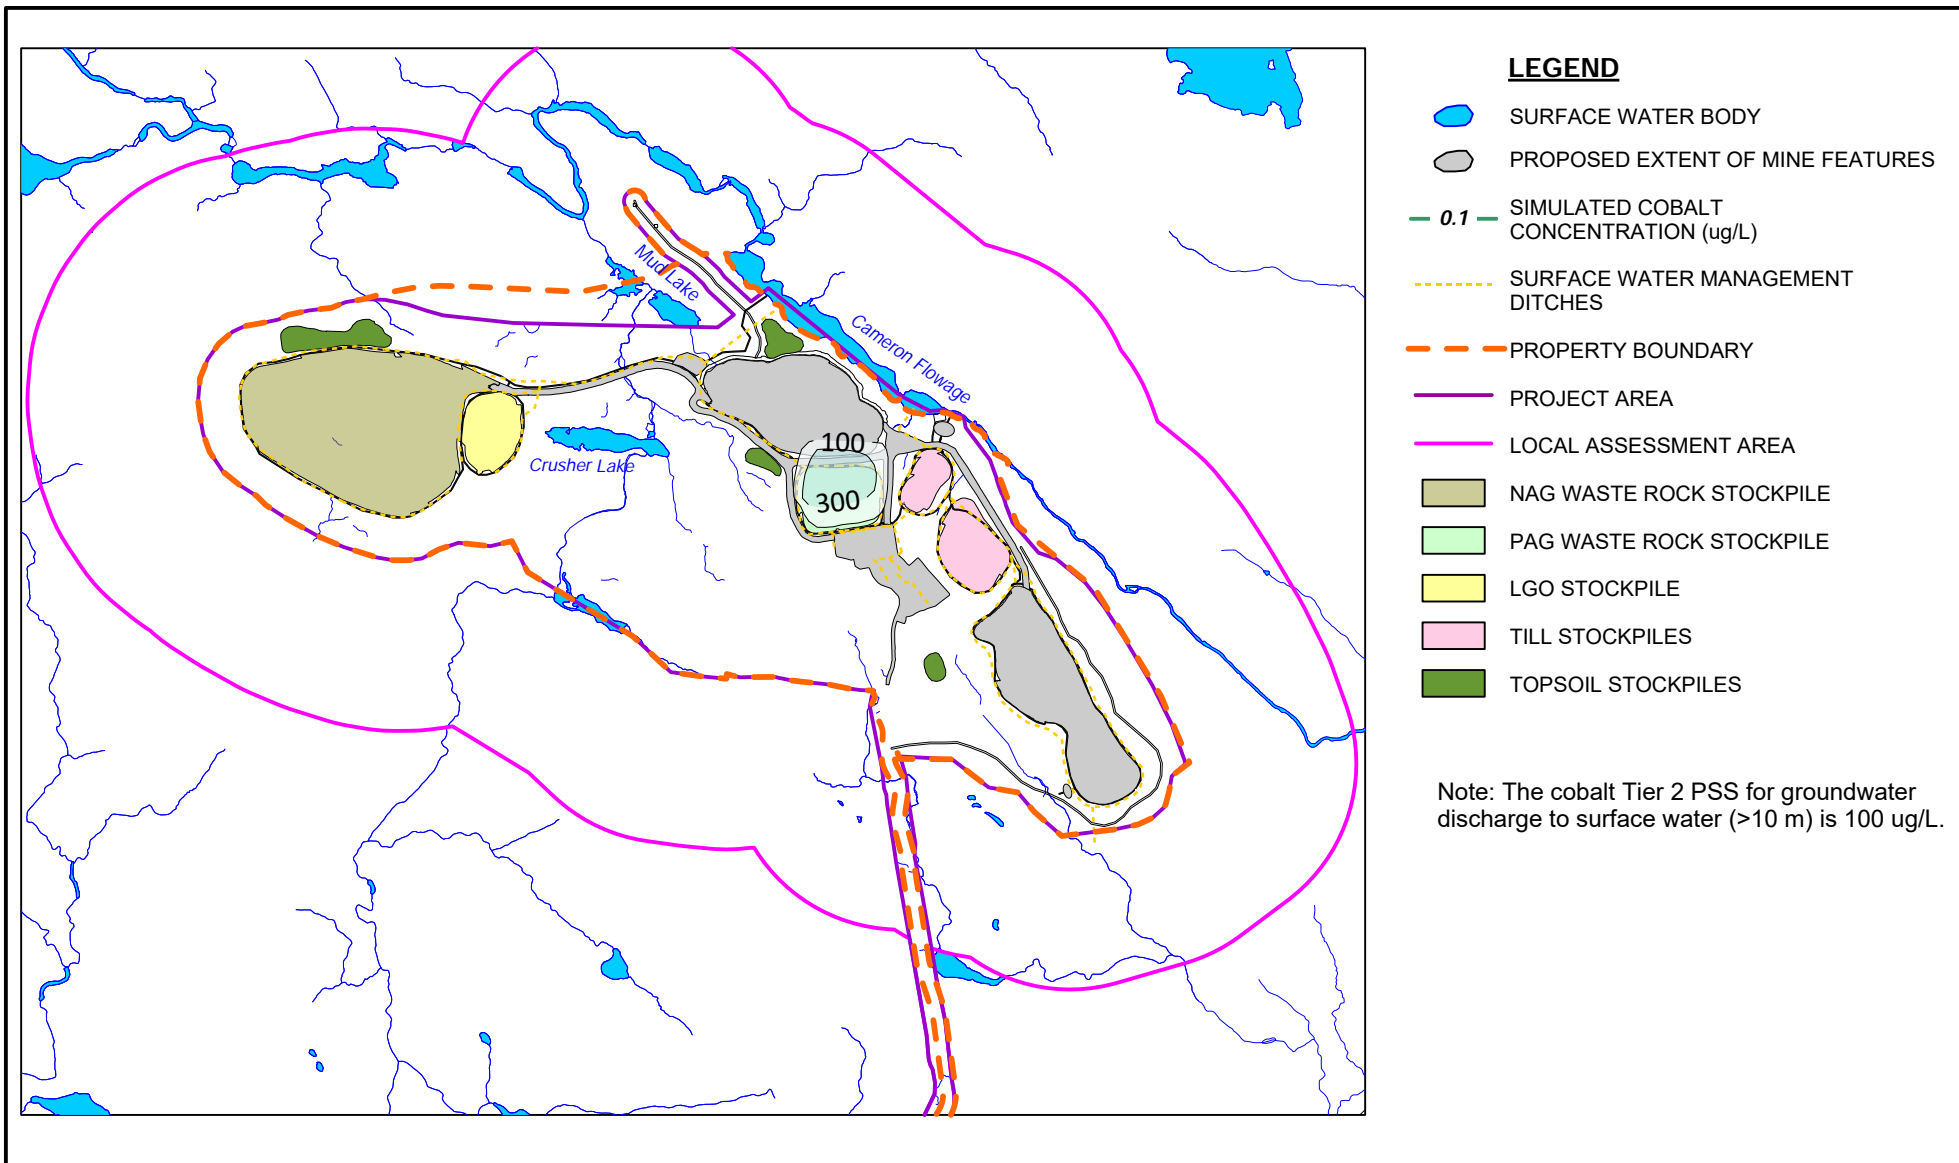 LEGEND
SURFACE WATER BODY
PROPOSED EXTENT OF MINE FEATURES
0.1
SIMULATED COBALT
CONCENTRATION (ug/L)
SURFACE WATER MANAGEMENT
DITCHES
PROPERTY BOUNDARY
PROJECT AREA
LOCAL ASSESSMENT AREA
NAG WASTE ROCK STOCKPILE
PAG WASTE ROCK STOCKPILE
LGO STOCKPILE
TILL STOCKPILES
TOPSOIL STOCKPILES
Note: The cobalt Tier 2 PSS for groundwater
discharge to surface water (>10 m) is 100 ug/L.
Mud Lake
Cameron Flowage
Crusher Lake
100
300